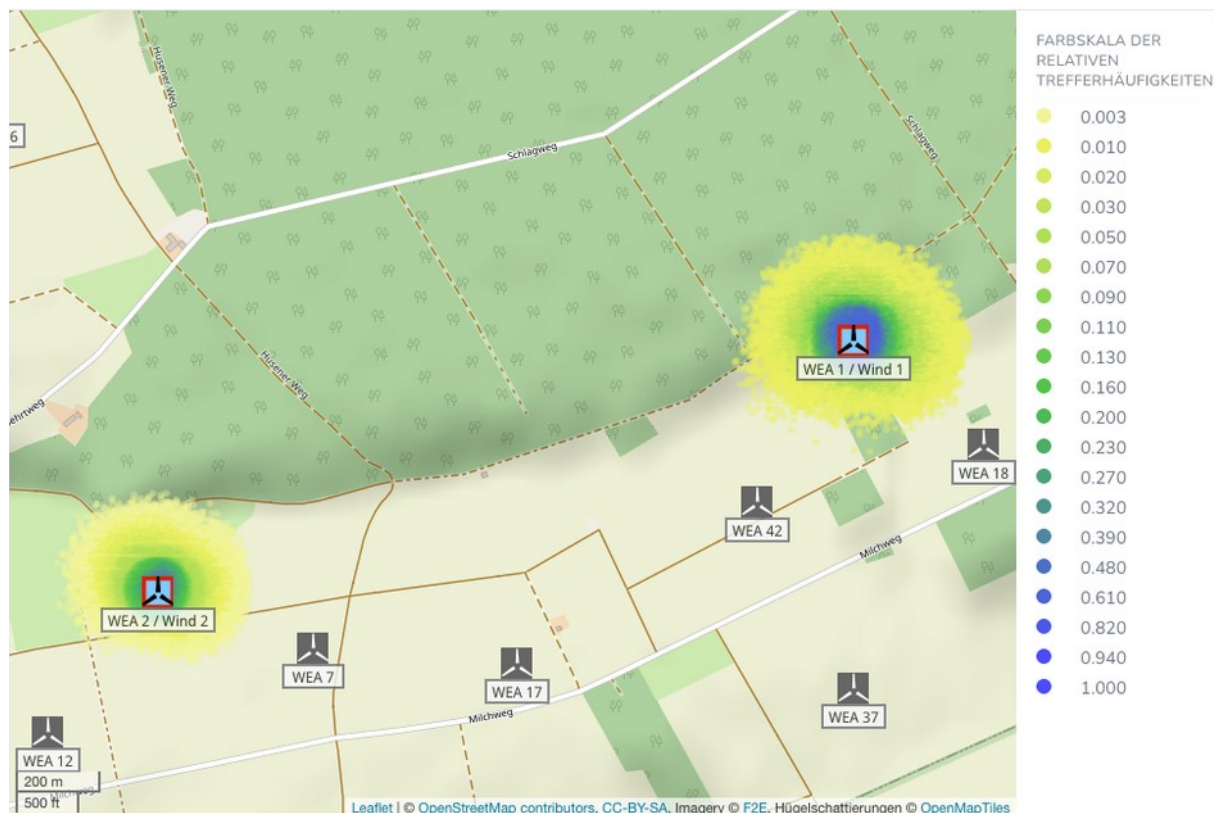 FARBSKALA DER
RELATIVEN
TREFFERHÄUFIGKEITEN
0.003
0.010
0.020
0.030
0.050
0.070
0.090
0.110
0.130
0.160
0.200
0.230
0.270
0.320
0.390
0.480
0.610
0.820
0.940
1.000
Husener Weg
6
Schlagweg
Schlagweg
WEA 1 / Wind 1
Husener Weg
ehrtweg
WEA 18
WEA 42
Milchweg
WEA 2 / Wind 2
WEA 7
WEA 17
WEA 37
Milchweg
WEA 12
200 m
500 ft
Leaflet | © OpenStreetMap contributors, CC-BY-SA, Imagery © F2E, Hügelschattierungen © OpenMapTiles